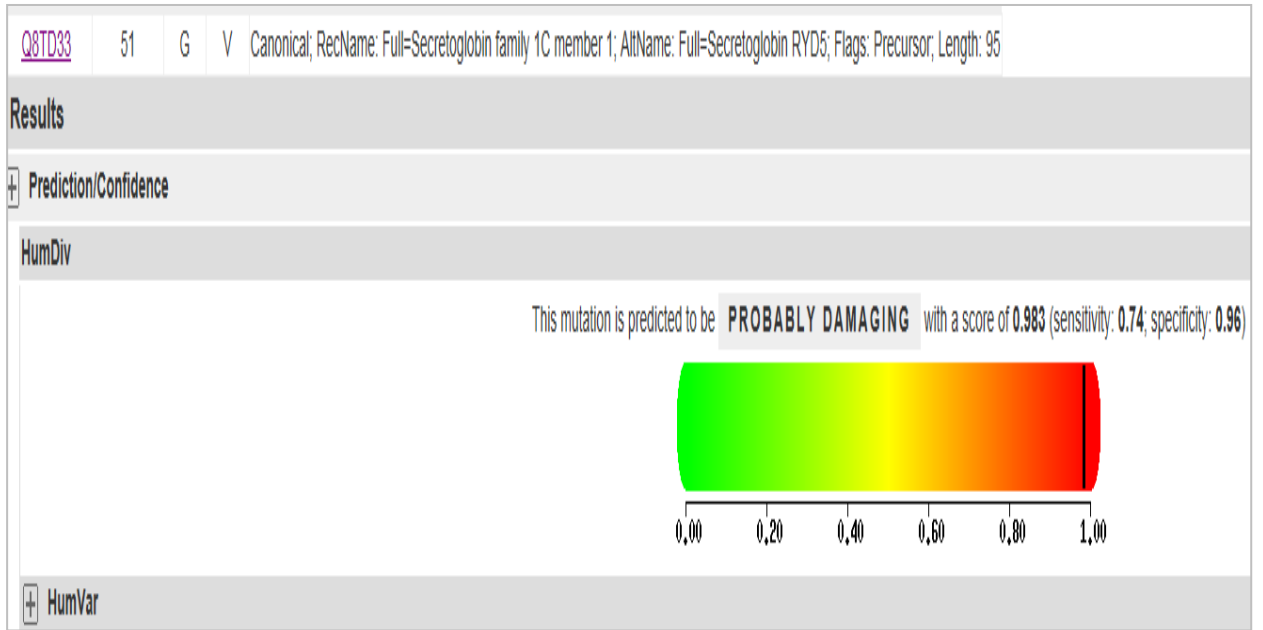 Q8TD33 51 G V Canonical; RecName: Full=Secretoglobin family 1C member 1; AltName: Full=Secretoglobin RYD5; Flags: Precursor; Length: 95
Results
+ Prediction/Confidence
HumDiv
This mutation is predicted to be PROBABLY DAMAGING with a score of 0.983 (sensitivity: 0.74; specificity: 0.96)
0.00 0.20 0.40 0.60 0.80 1.00
+ HumVar